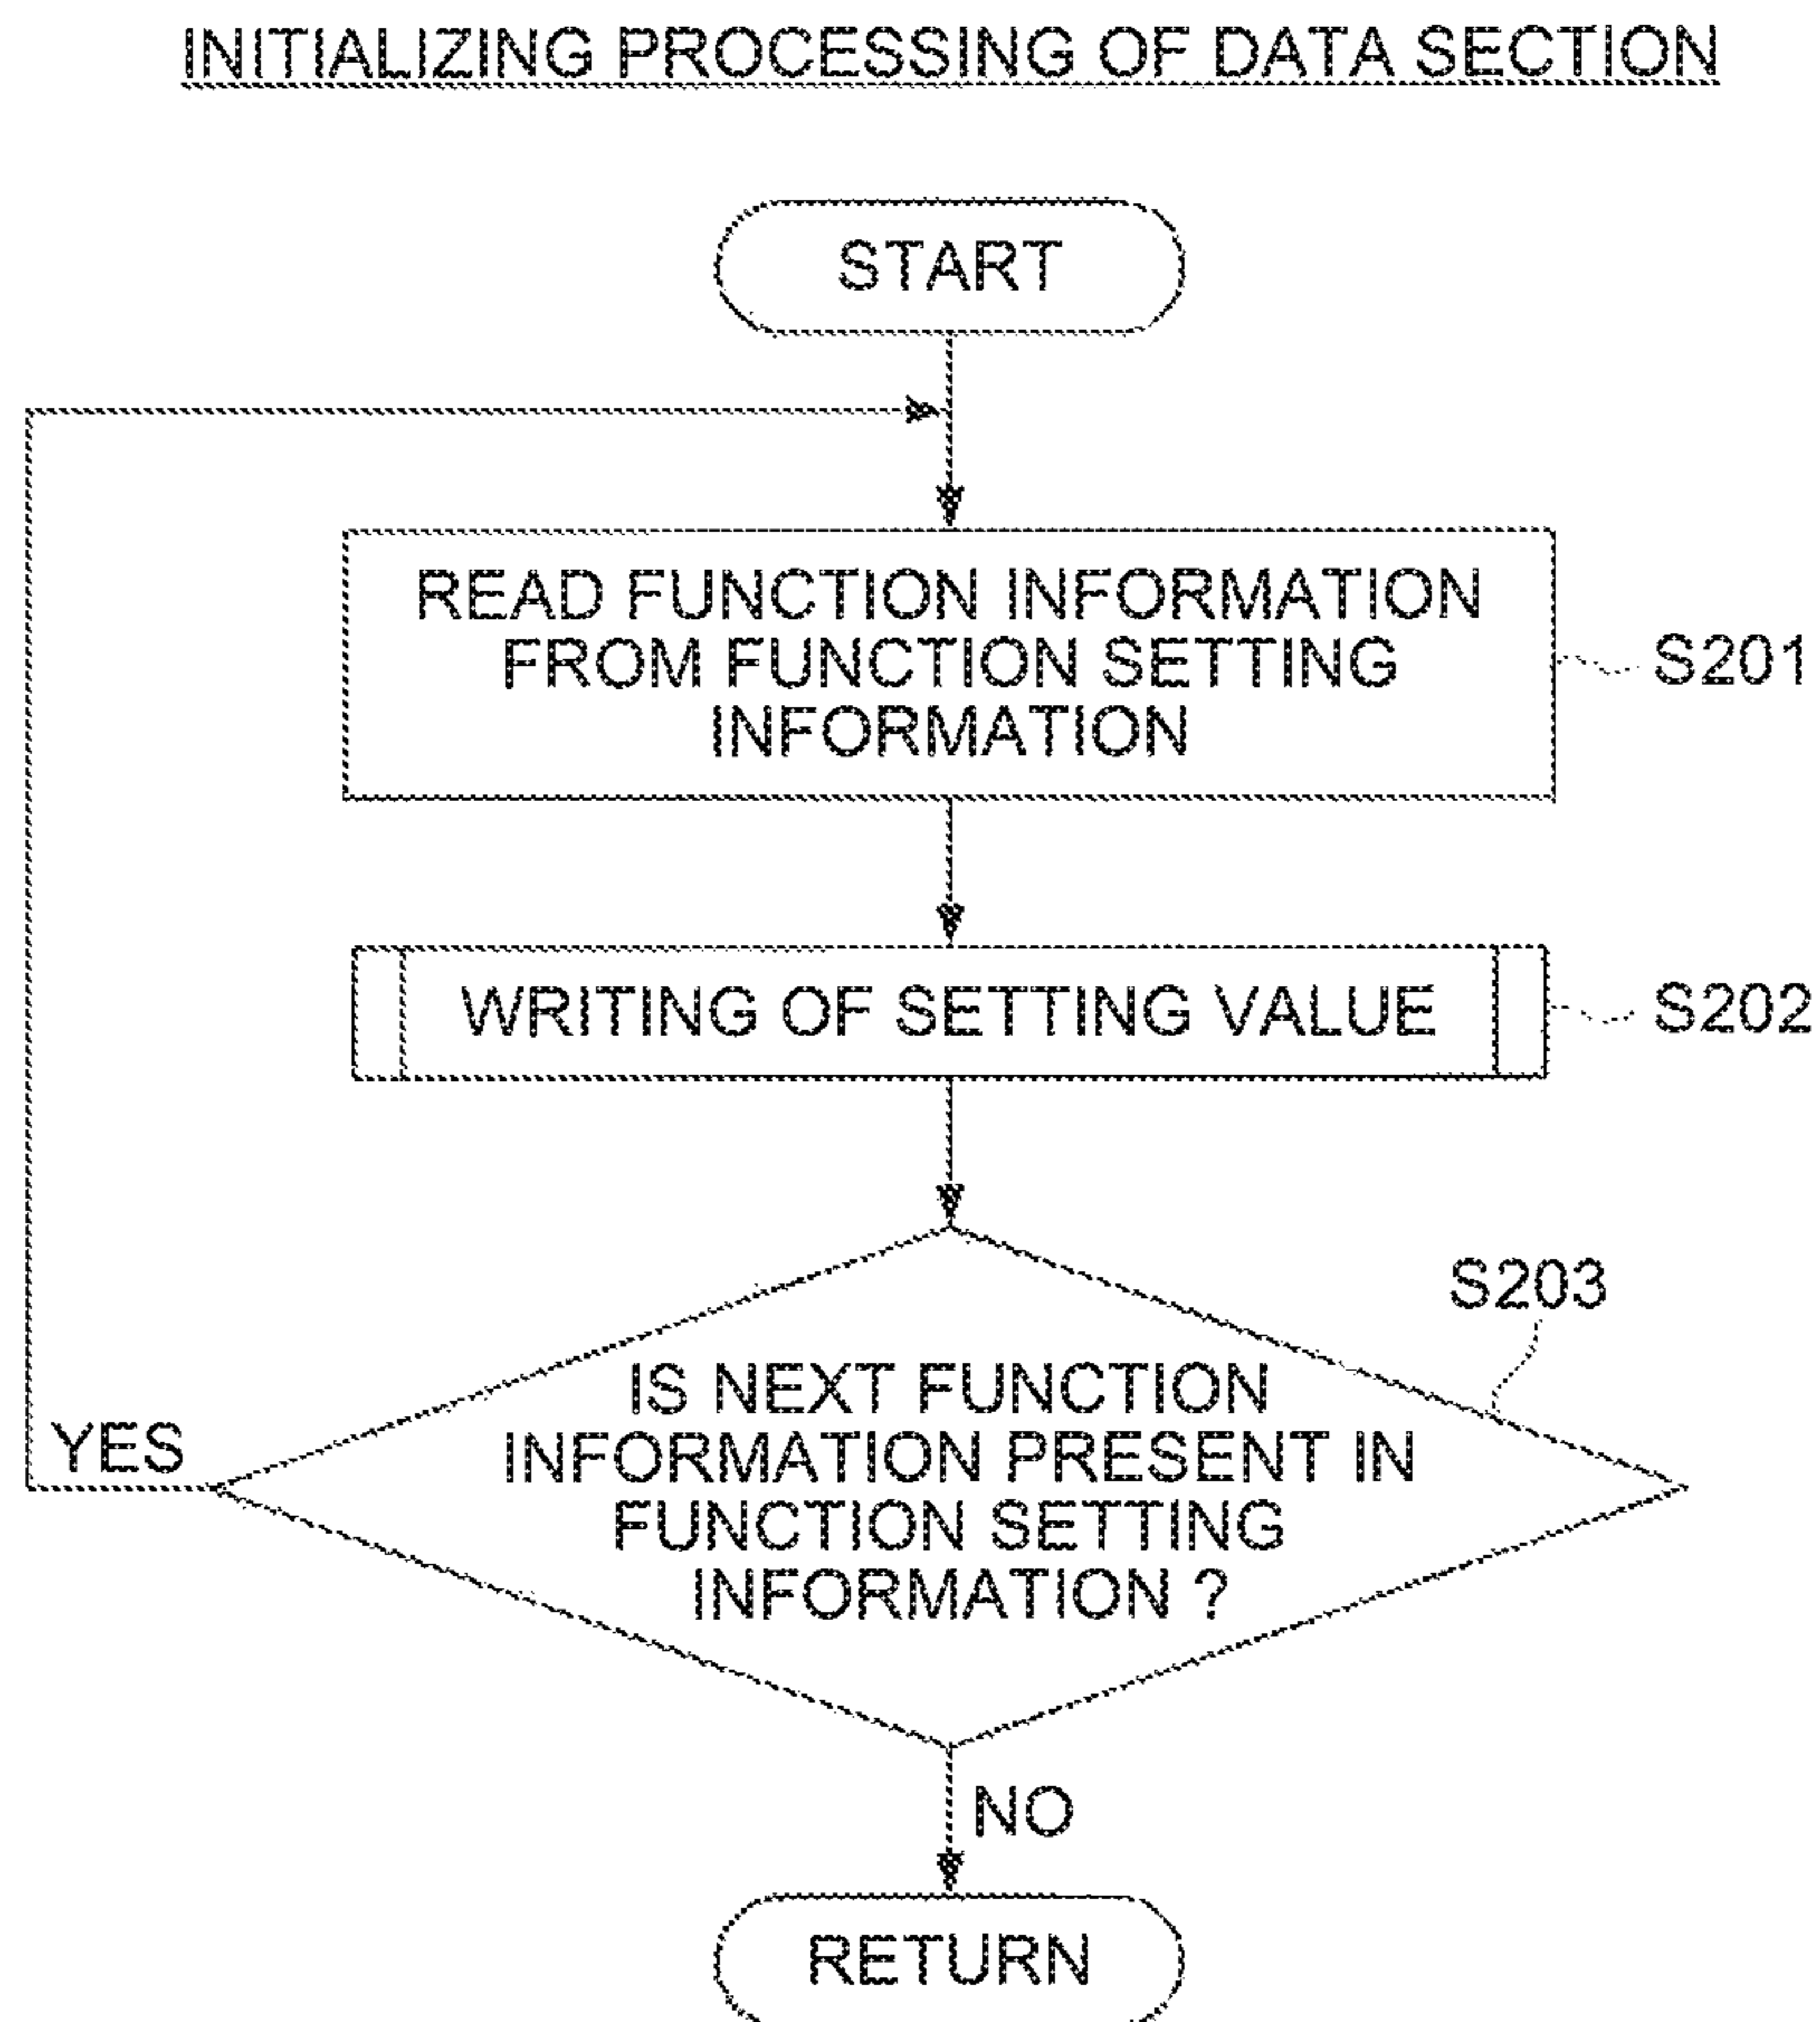 INITIALIZING PROCESSING OF DATA SECTION
START
READ FUNCTION INFORMATION
FROM FUNCTION SETTING
INFORMATION
S201
WRITING OF SETTING VALUE
S202
S203
IS NEXT FUNCTION
INFORMATION PRESENT IN
FUNCTION SETTING
INFORMATION ?
YES
NO
RETURN